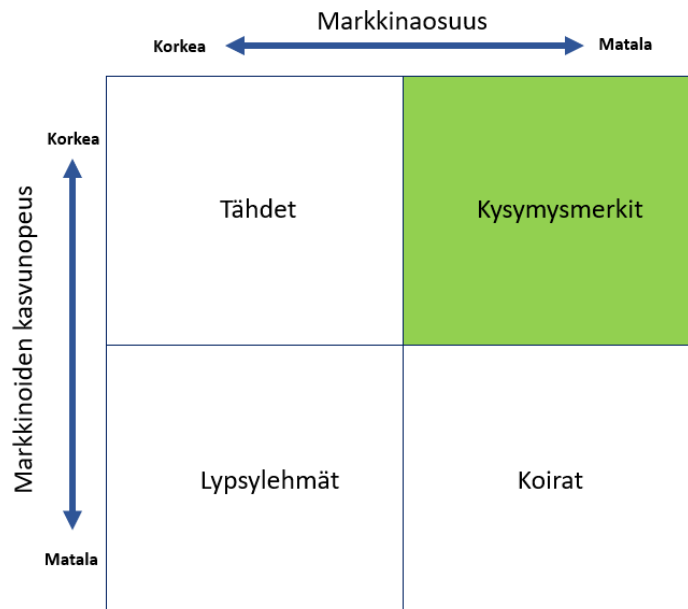 Markkinaosuus
Korkea
Matala
Korkea
Markkinoiden kasvunopeus
Matala
Tähdet
Kysymysmerkit
Lypsylehmät
Koirat